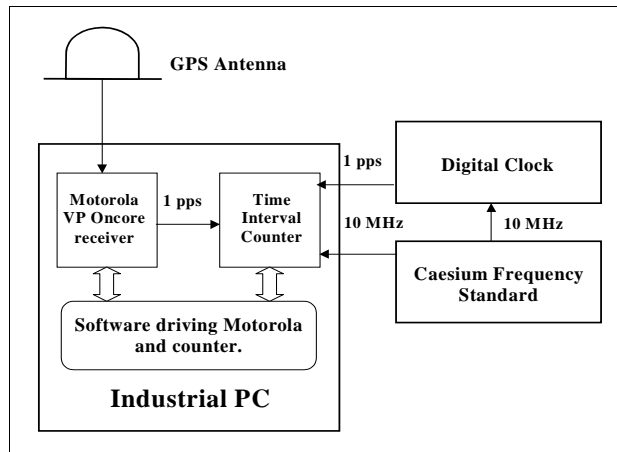 GPS Antenna
Motorola
VP Oncore
receiver
1 pps
Time
Interval
Counter
1 pps
10 MHz
Digital Clock
10 MHz
Caesium Frequency
Standard
Software driving Motorola
and counter.
Industrial PC